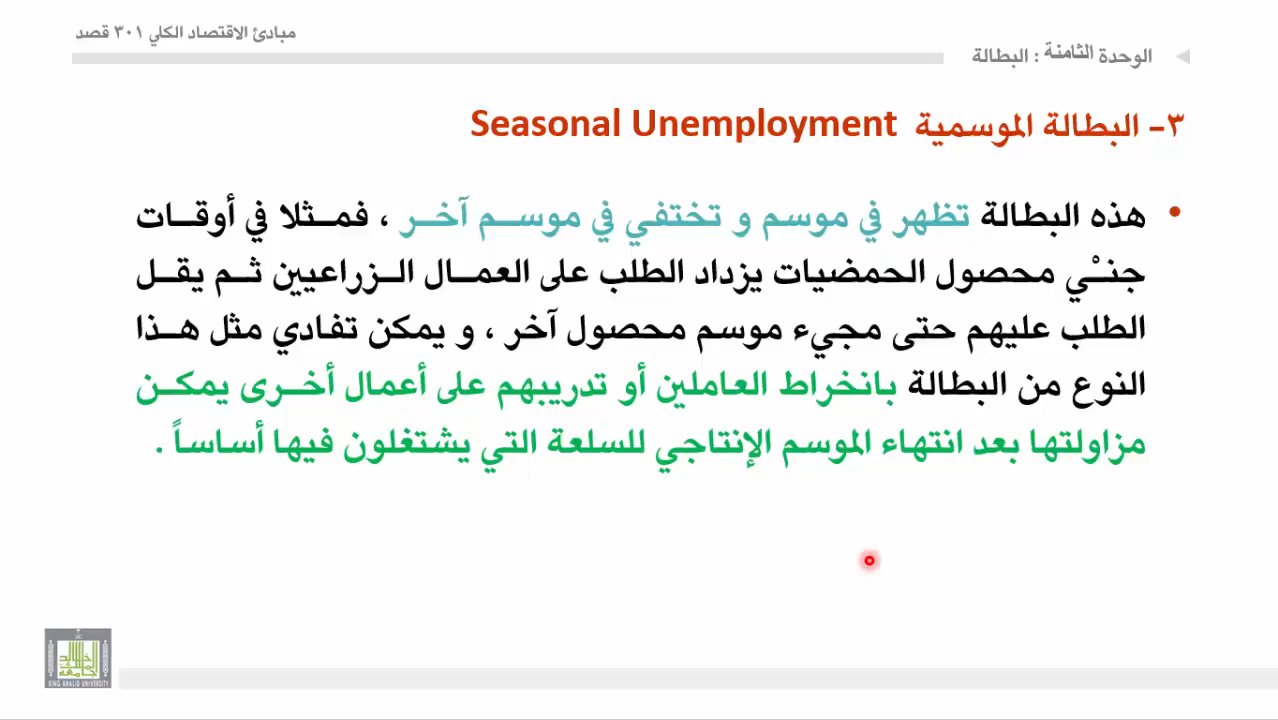 مبادئ الاقتصاد الكلي ٣٠١ قصد
الوحدة الثامنة : البطالة
٣- البطالة الموسمية Seasonal Unemployment
• هذه البطالة تظهر في موسم و تختفي في موسم آخر ، فمثلا في أوقات
جنْي محصول الحمضيات يزداد الطلب على العمال الزراعيين ثم يقل
الطلب عليهم حتى مجيء موسم محصول آخر ، و يمكن تفادي مثل هذا
النوع من البطالة بانخراط العاملين أو تدريبهم على أعمال أخرى يمكن
مزاولتها بعد انتهاء الموسم الإنتاجي للسلعة التي يشتغلون فيها أساساً .
KING KHALID UNIVERSITY